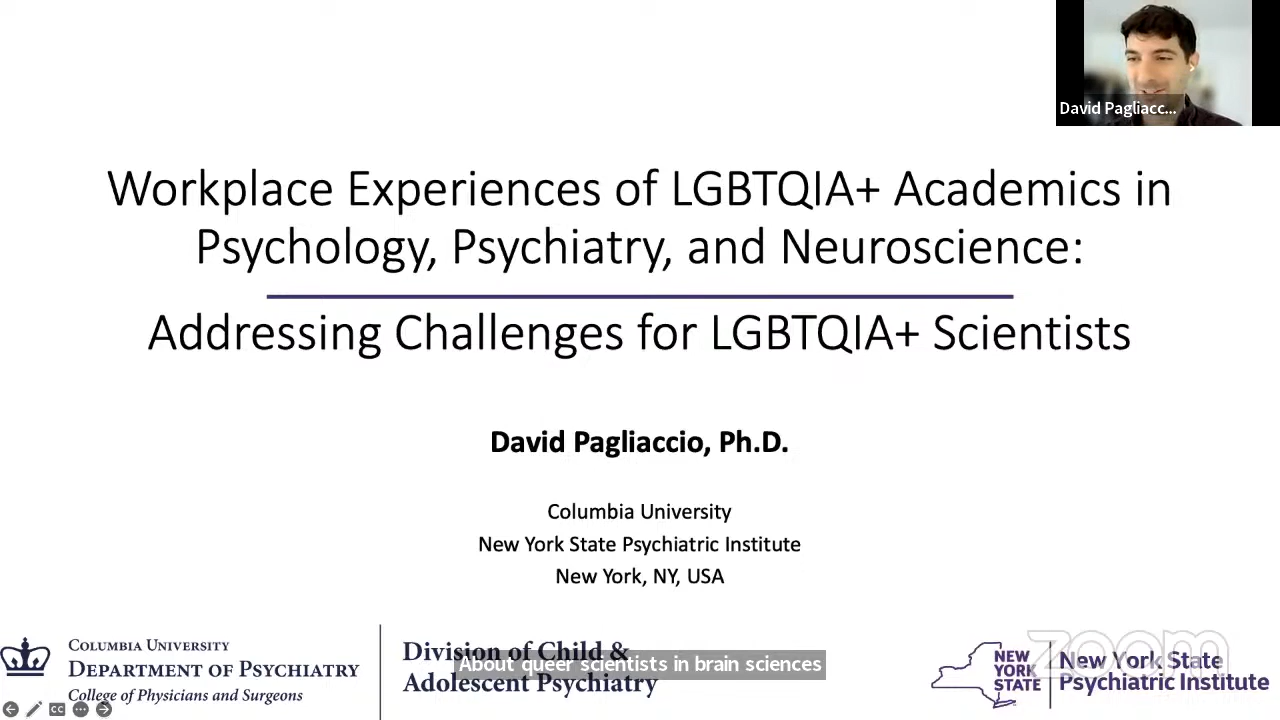 David Pagliacc...
Workplace Experiences of LGBTQIA+ Academics in
Psychology, Psychiatry, and Neuroscience:
Addressing Challenges for LGBTQIA+ Scientists
David Pagliaccio, Ph.D.
Columbia University
New York State Psychiatric Institute
New York, NY, USA
COLUMBIA UNIVERSITY
DEPARTMENT OF PSYCHIATRY
College of Physicians and Surgeons
Division of Child &
Adolescent Psychiatry
About queer scientists in brain sciences
NEW
YORK
STATE
New York State
Psychiatric Institute
zoom
CC